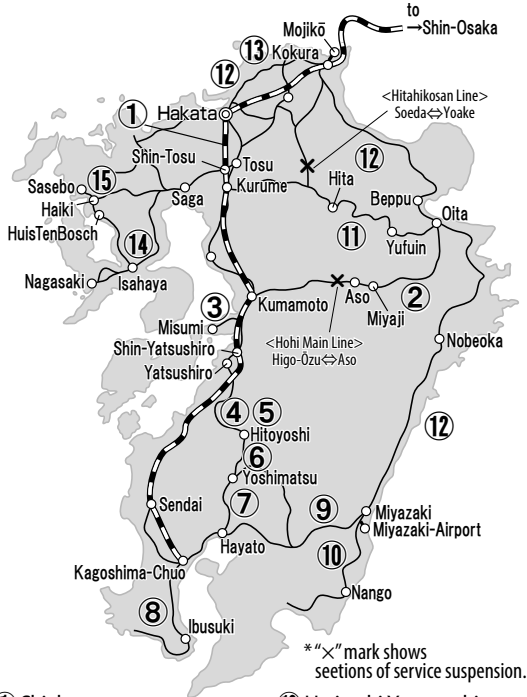 to
→Shin-Osaka
Mojikō
Kokura
⑬
⑫
①
Hakata
<Hitahikosan Line>
Soeda⇔Yoake
Shin-Tosu
Tosu
⑫
Sasebo
⑮
Kurume
Hita
Beppu
Haiki
Saga
Oita
HuisTenBosch
⑪
Yufuin
⑭
Nagasaki
Isahaya
Kumamoto
Aso
②
Miyaji
③
Misumi
<Hohi Main Line>
Higo-Ōzu⇔Aso
Shin-Yatsushiro
Yatsushiro
Nobeoka
④
⑤
⑫
Hitoyoshi
⑥
Yoshimatsu
Sendai
⑦
⑨
Miyazaki
Miyazaki-Airport
Hayato
⑩
Kagoshima-Chuo
Nango
⑧
Ibusuki
*“×” mark shows
seetions of service suspension.